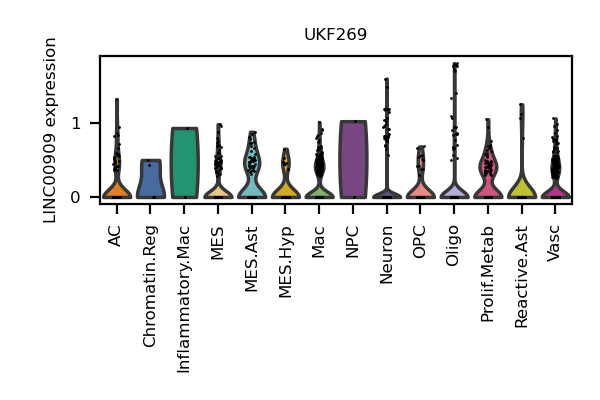 UKF269
LINC00909 expression
1
0
AC
Chromatin.Reg
Inflammatory.Mac
MES
MES.Ast
MES.Hyp
Mac
NPC
Neuron
OPC
Oligo
Prolif.Metab
Reactive.Ast
Vasc